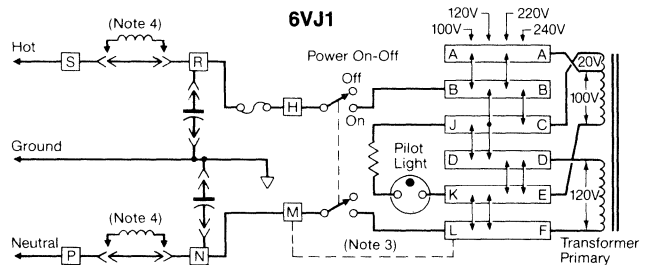 6VJ1
(Note 4)
120V 220V
100V 240V
Hot
S
R
Power On-Off
Off
A A
20V
H
B B
100V
On
J C
Ground
Pilot
Light
D D
K E
120V
(Note 4)
M
(Note 3)
L F
Neutral
P
N
Transformer
Primary